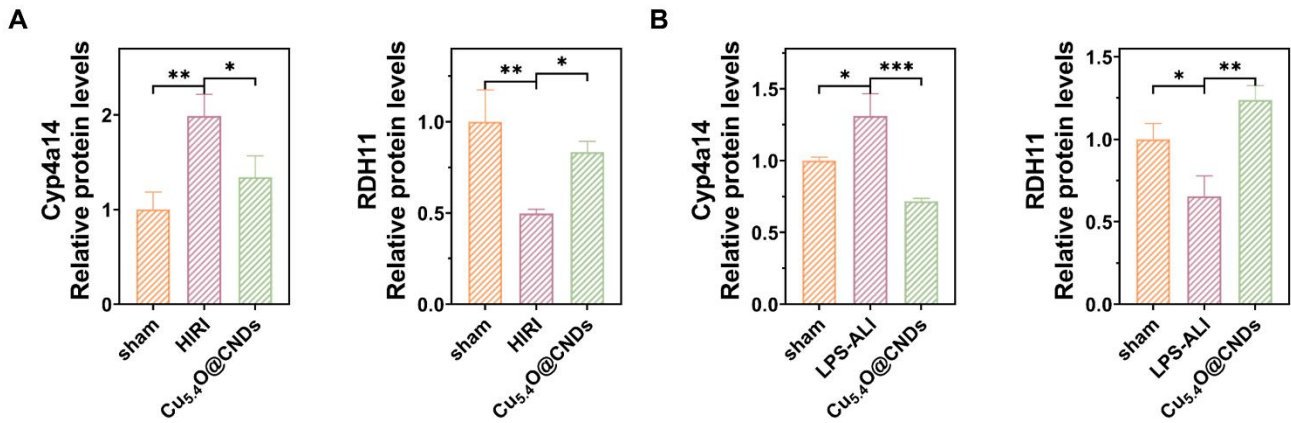 A
Cyp4a14
Relative protein levels
2
1
0
** *
sham
HIRI
Cu5.4O@CNDs
RDH11
Relative protein levels
1.0
0.5
0.0
** *
sham
HIRI
Cu5.4O@CNDs
B
Cyp4a14
Relative protein levels
1.5
1.0
0.5
0.0
* ***
sham
LPS-ALI
Cu5.4O@CNDs
RDH11
Relative protein levels
1.5
1.0
0.5
0.0
* **
sham
LPS-ALI
Cu5.4O@CNDs